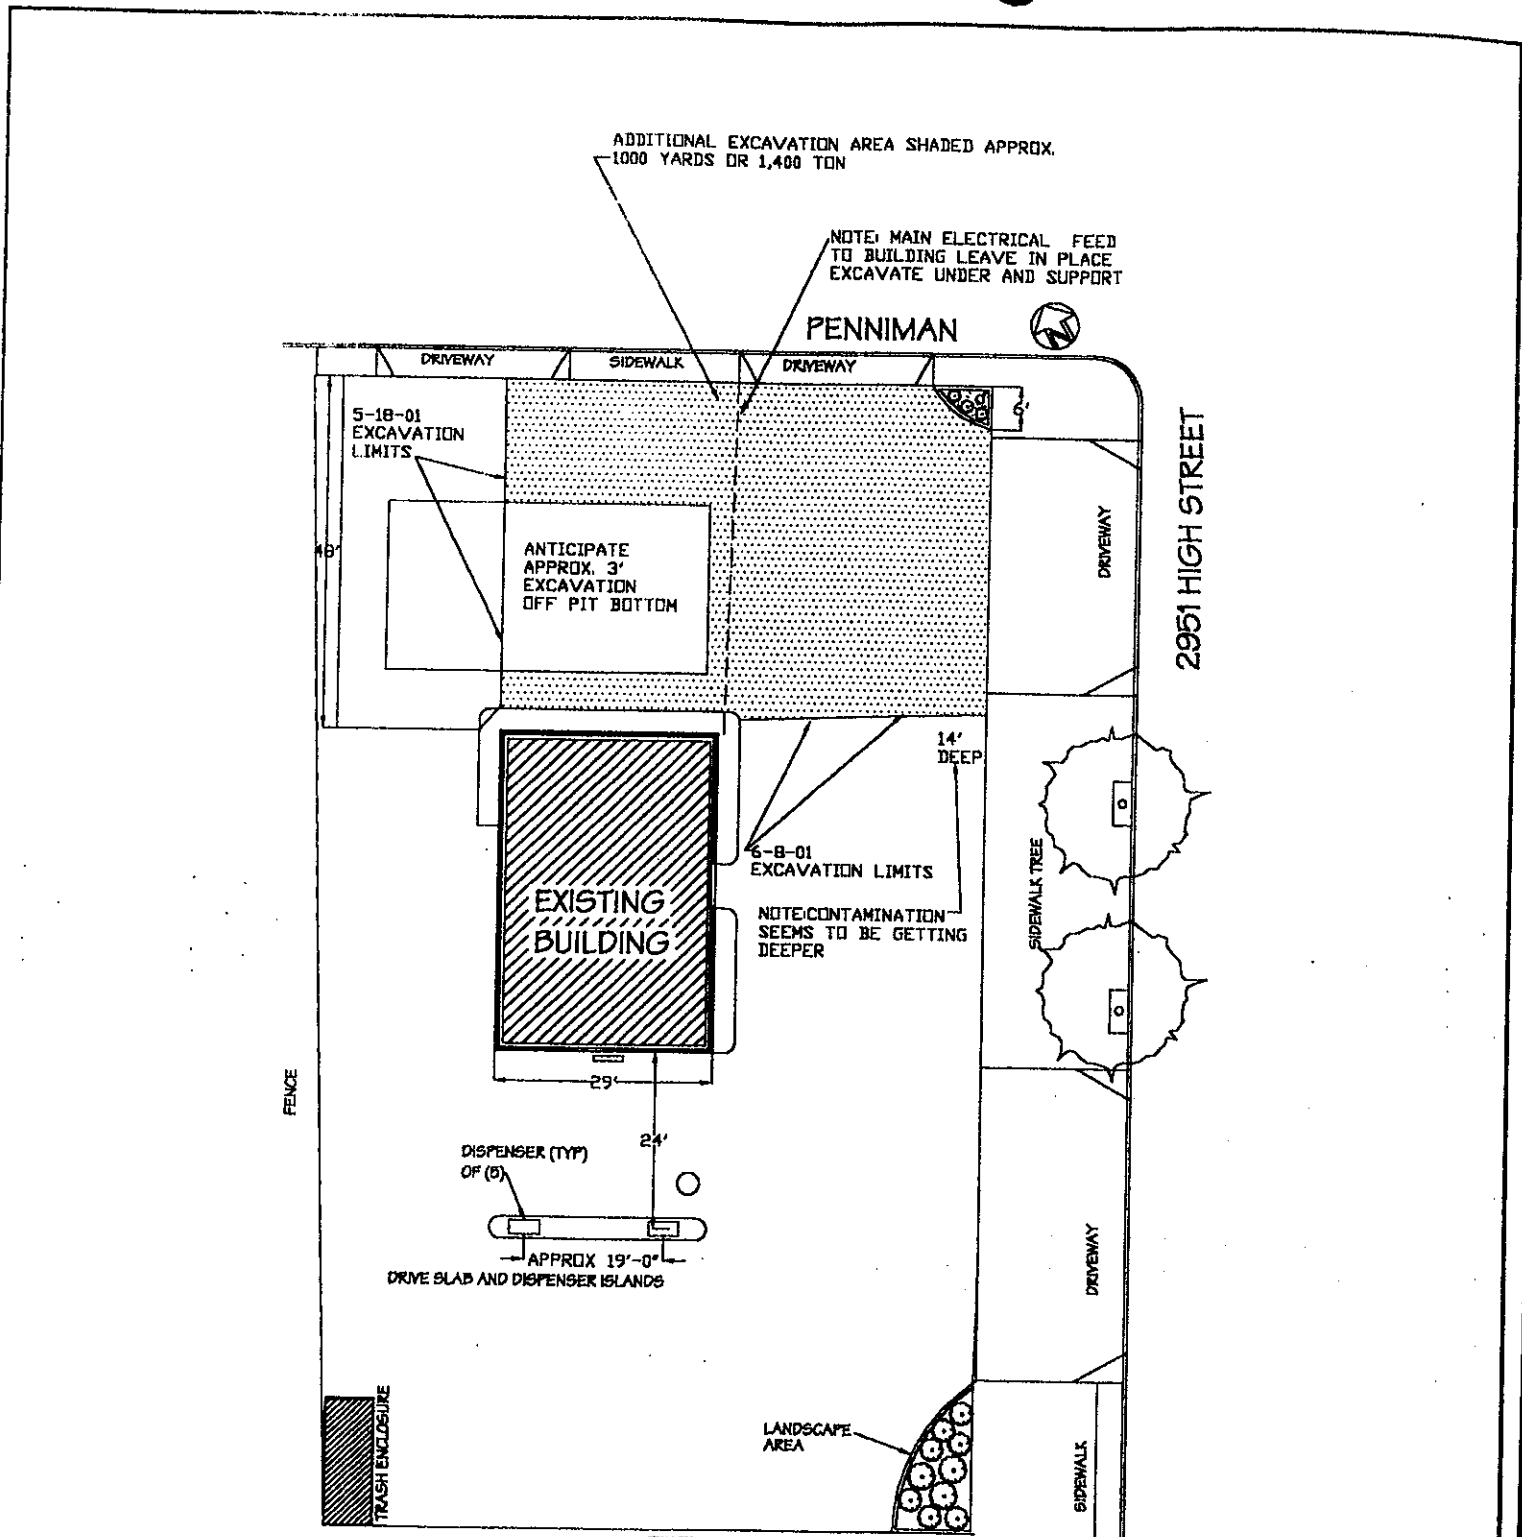 ADDITIONAL EXCAVATION AREA SHADED APPROX.
1000 YARDS OR 1,400 TON
NOTE: MAIN ELECTRICAL FEED
TO BUILDING LEAVE IN PLACE
EXCAVATE UNDER AND SUPPORT
PENNIMAN
N
DRIVEWAY
SIDEWALK
DRIVEWAY
5-18-01
EXCAVATION
LIMITS
6'
48'
ANTICIPATE
APPROX. 3'
EXCAVATION
OFF PIT BOTTOM
DRIVEWAY
2951 HIGH STREET
14'
DEEP
6-8-01
EXCAVATION LIMITS
SIDEWALK TREE
EXISTING
BUILDING
NOTE:CONTAMINATION
SEEMS TO BE GETTING
DEEPER
FENCE
29'
24'
DISPENSER (TYP)
OF (5)
APPROX 19'-0"
DRIVE SLAB AND DISPENSER ISLANDS
DRIVEWAY
TRASH ENCLOSURE
LANDSCAPE
AREA
SIDEWALK